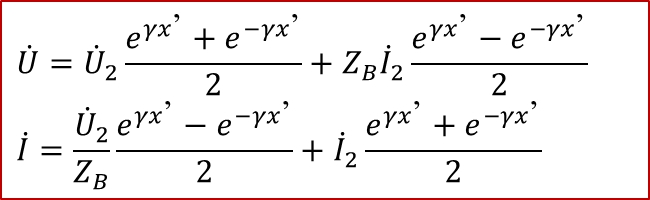 U̇ = U̇₂ (e^{γx’} + e^{−γx’})/2 + Z_B İ₂ (e^{γx’} − e^{−γx’})/2
İ = (U̇₂/Z_B) (e^{γx’} − e^{−γx’})/2 + İ₂ (e^{γx’} + e^{−γx’})/2